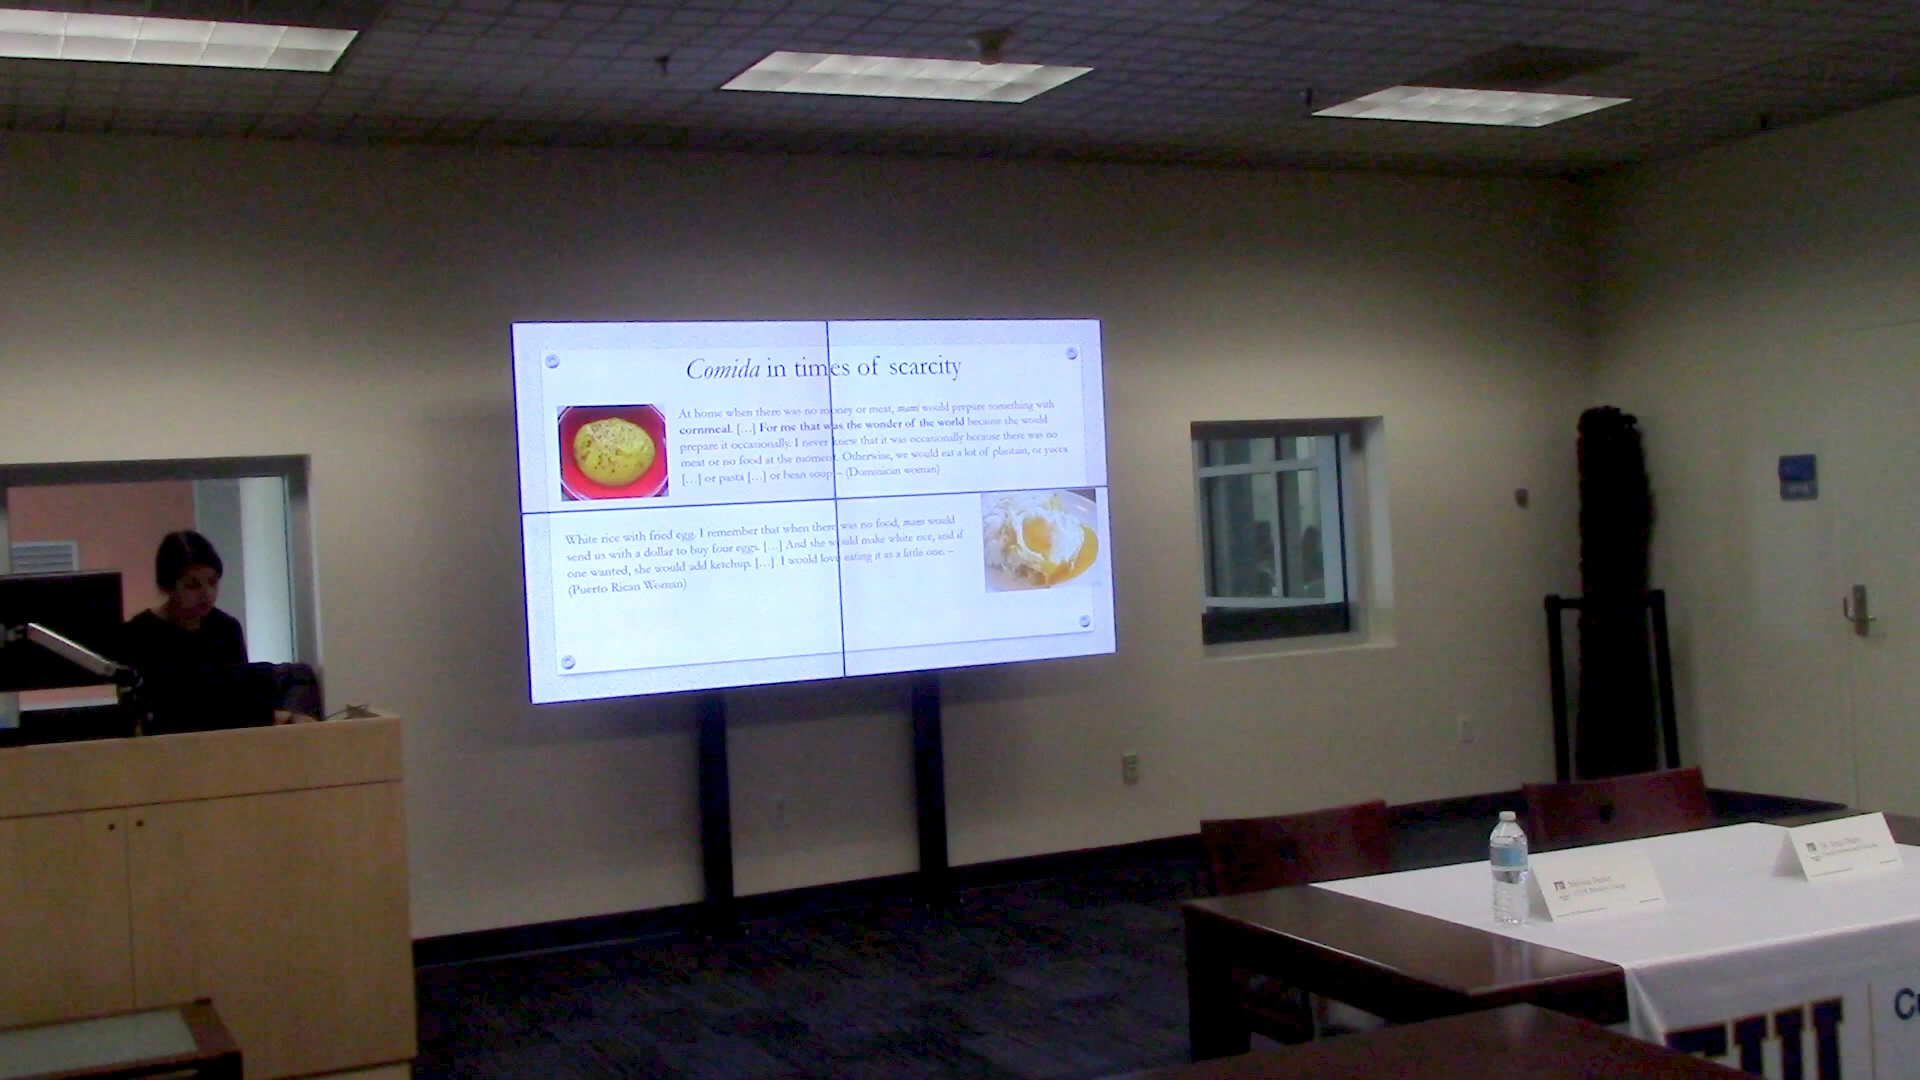 Comida in times of scarcity
At home when there was no money or meat, mami would prepare something with
cornmeal. [...] For me that was the wonder of the world because she would
prepare it occasionally. I never knew that it was occasionally because there was no
meat or no food at the moment. Otherwise, we would eat a lot of plantain, or yucca
[...] or pasta [...] or bean soup – (Dominican woman)
White rice with fried egg. I remember that when there was no food, mami would
send us with a dollar to buy four eggs. [...] And she would make white rice, and if
one wanted, she would add ketchup. [...] I would love eating it as a little one. –
(Puerto Rican Woman)
FIU